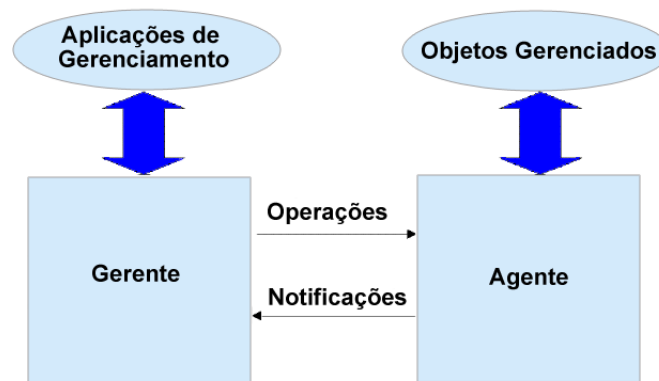 Aplicações de
Gerenciamento
Objetos Gerenciados
Operações
Gerente
Agente
Notificações